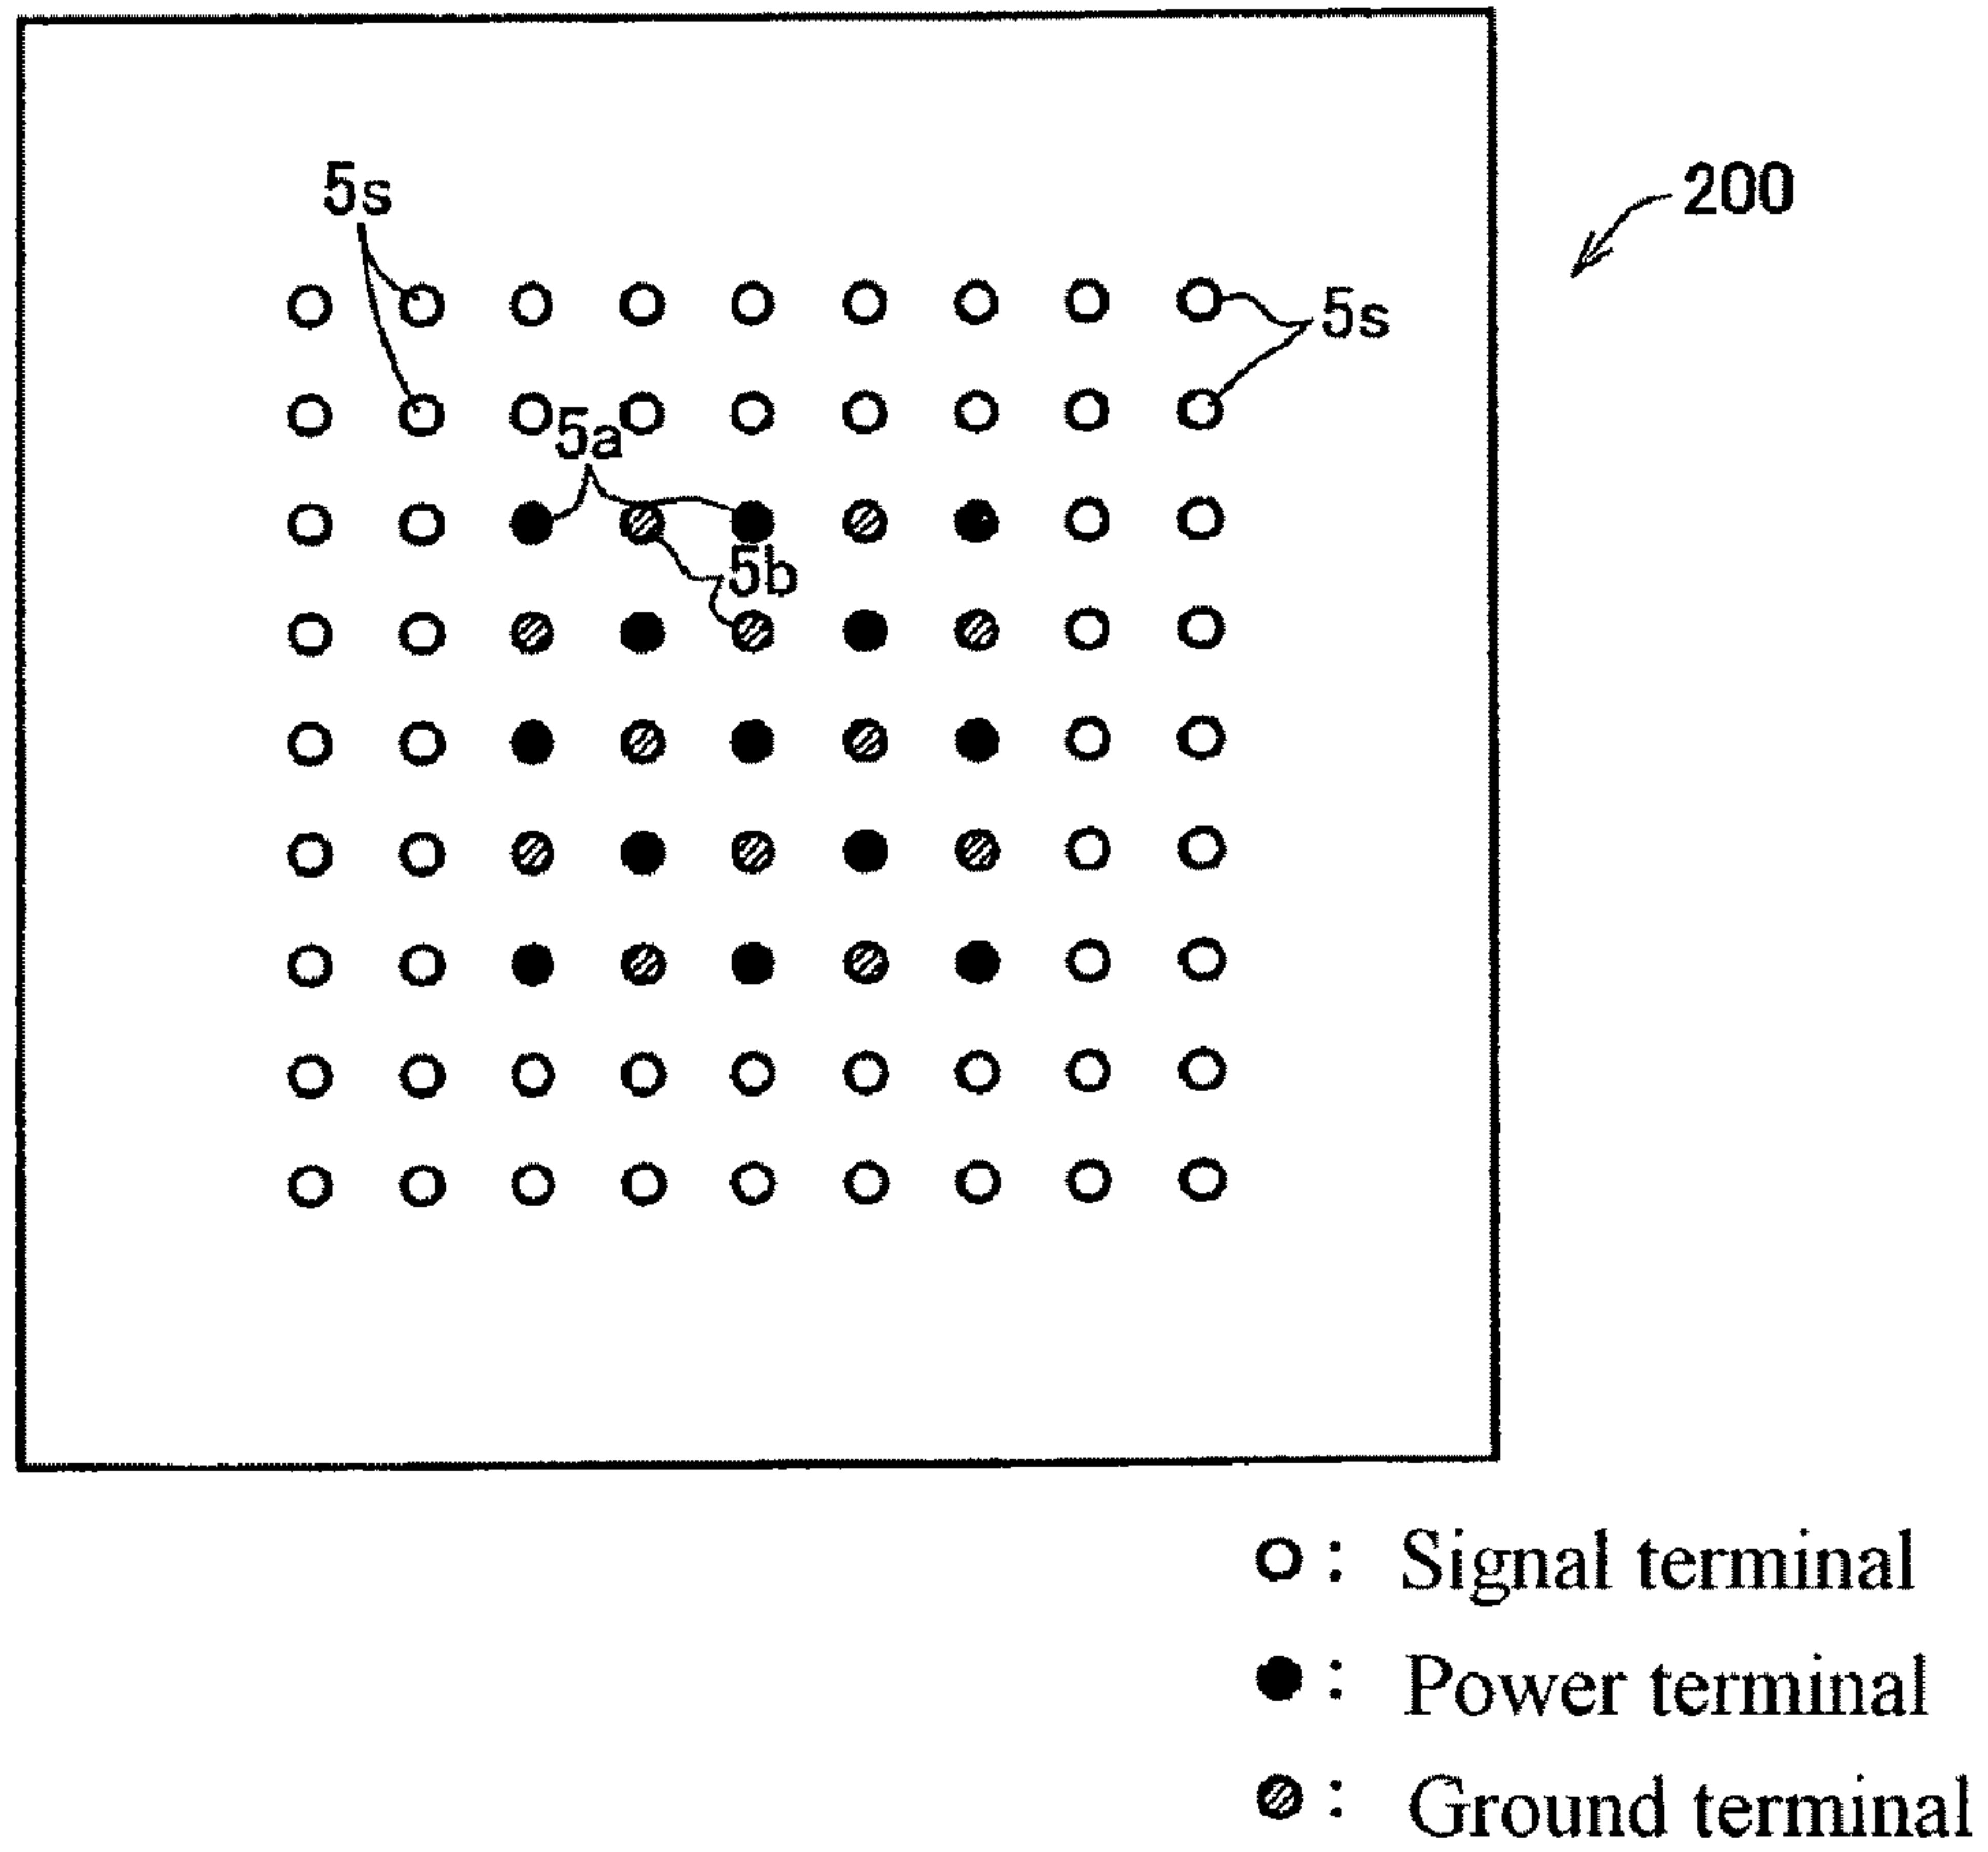 5s
200
5s
5a
5b
: Signal terminal
: Power terminal
: Ground terminal